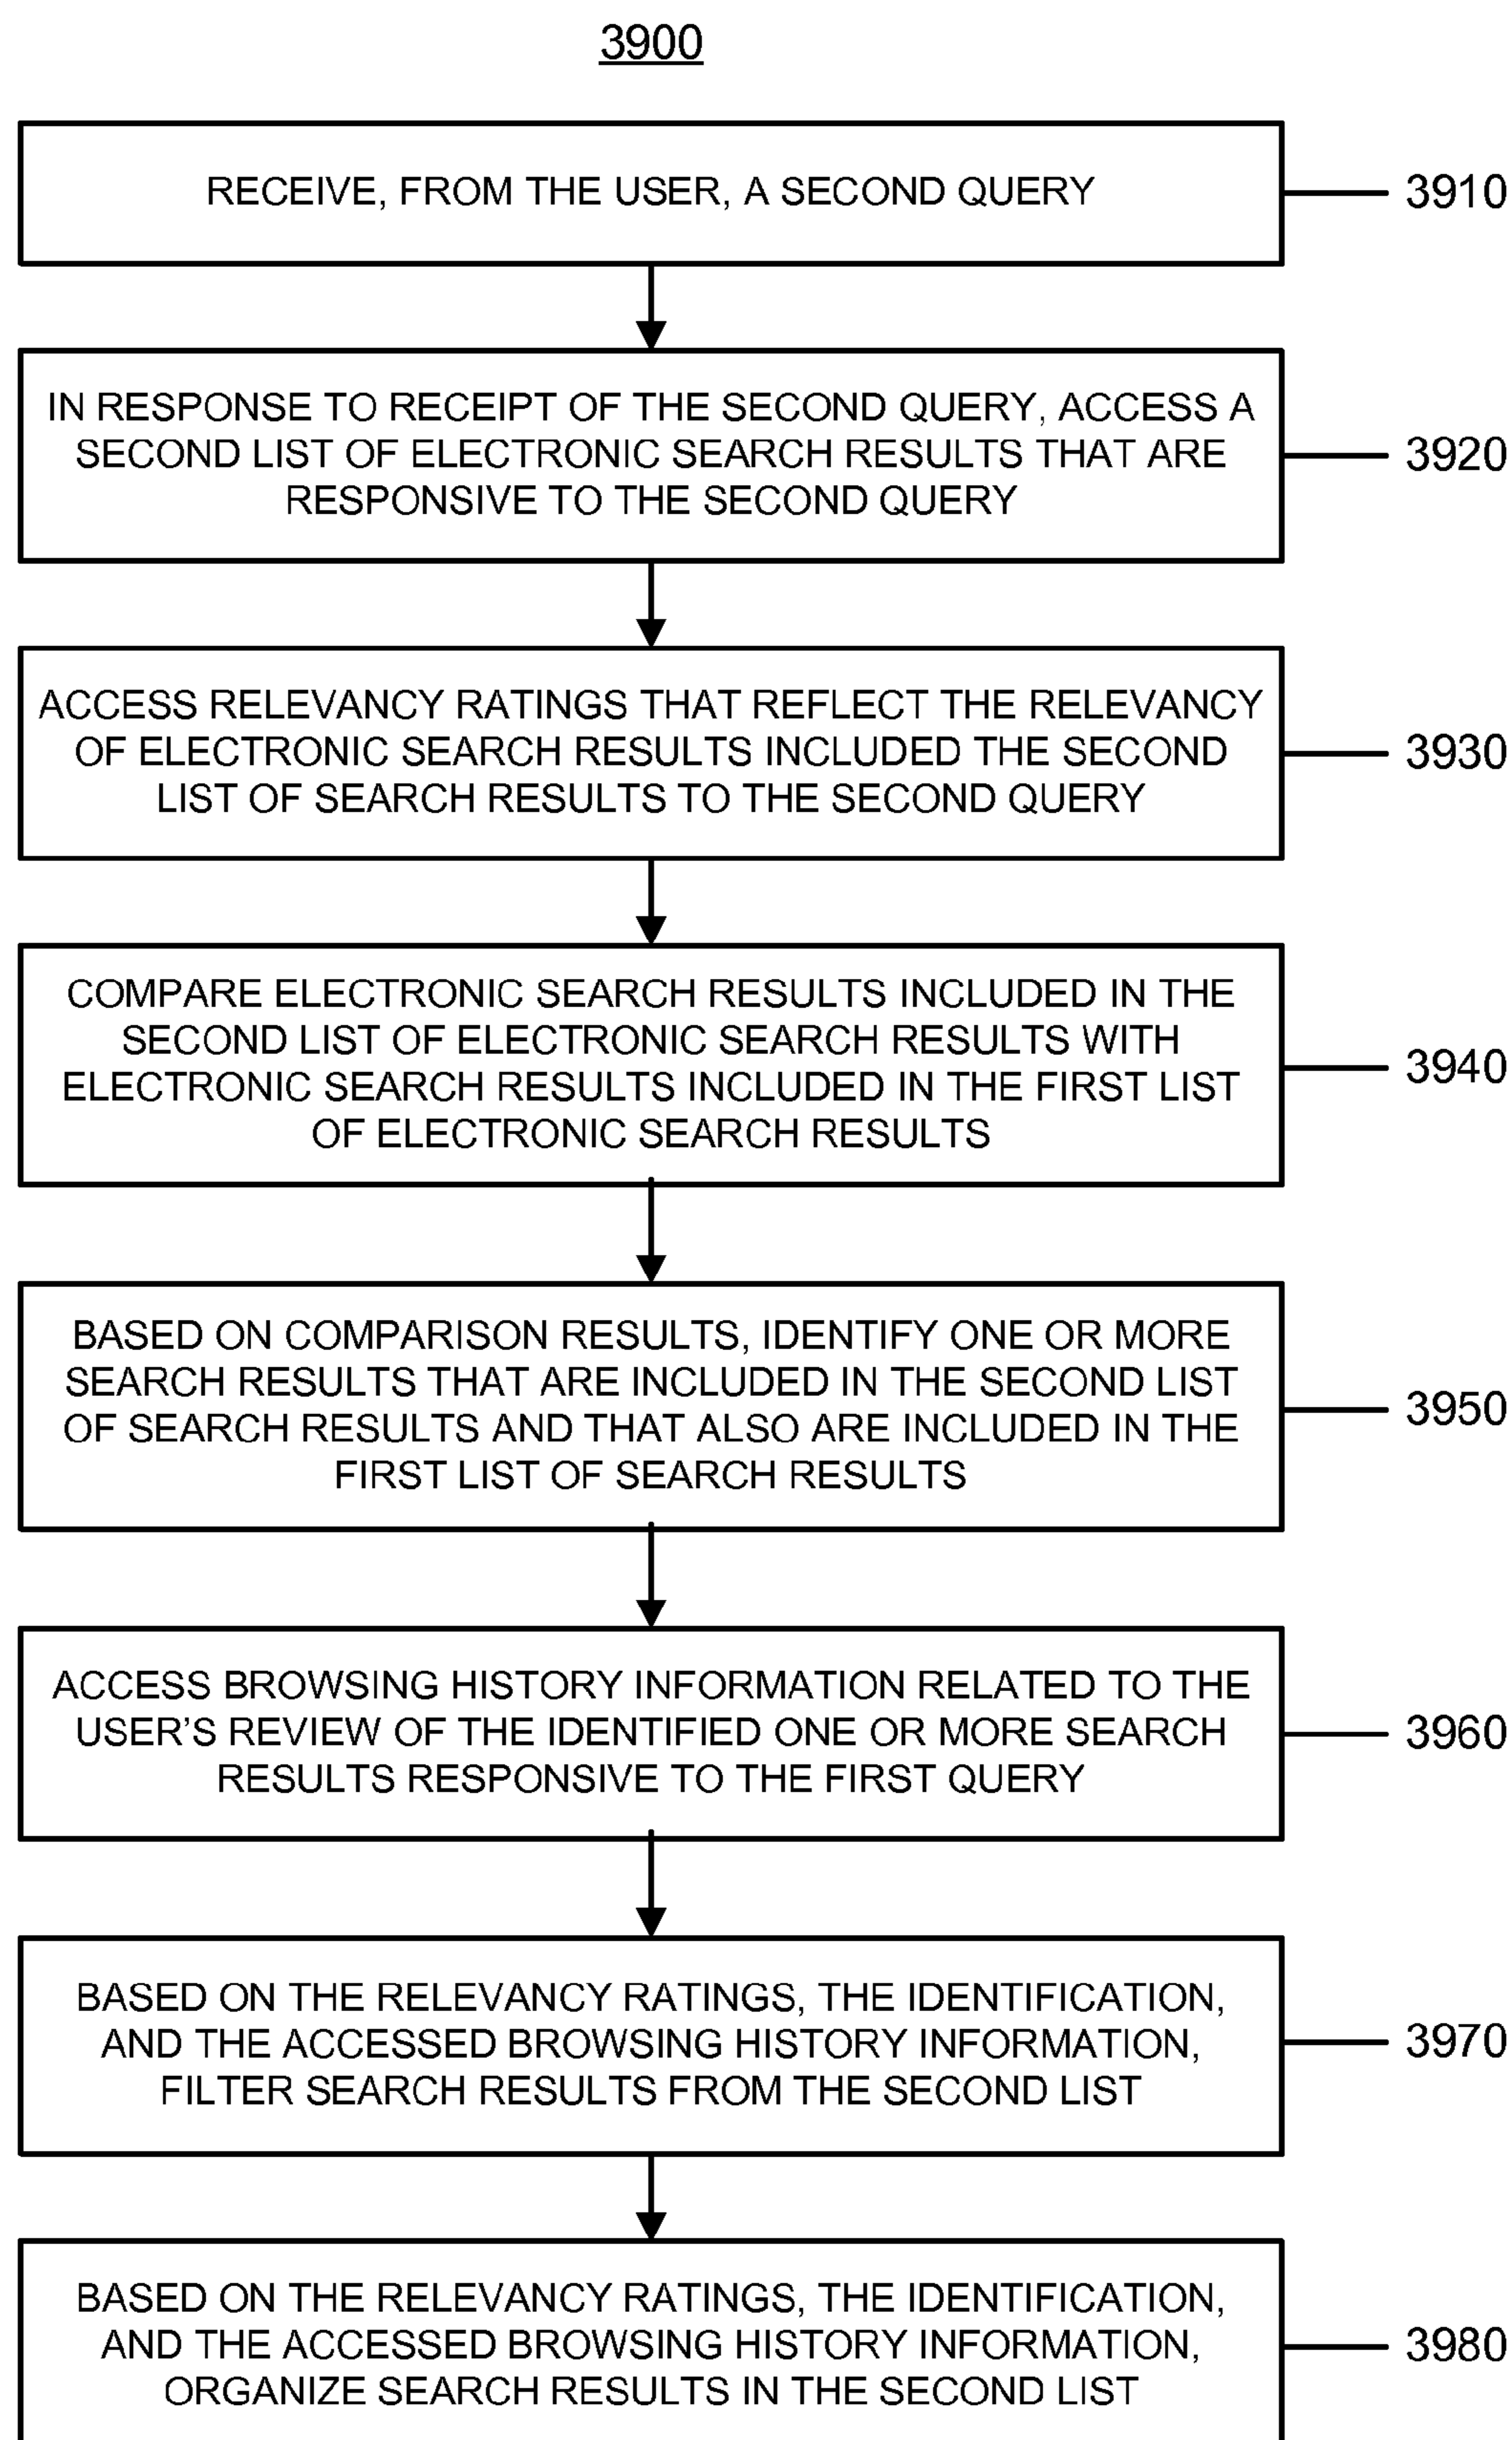 3900
RECEIVE, FROM THE USER, A SECOND QUERY
3910
IN RESPONSE TO RECEIPT OF THE SECOND QUERY, ACCESS A
SECOND LIST OF ELECTRONIC SEARCH RESULTS THAT ARE
RESPONSIVE TO THE SECOND QUERY
3920
ACCESS RELEVANCY RATINGS THAT REFLECT THE RELEVANCY
OF ELECTRONIC SEARCH RESULTS INCLUDED THE SECOND
LIST OF SEARCH RESULTS TO THE SECOND QUERY
3930
COMPARE ELECTRONIC SEARCH RESULTS INCLUDED IN THE
SECOND LIST OF ELECTRONIC SEARCH RESULTS WITH
ELECTRONIC SEARCH RESULTS INCLUDED IN THE FIRST LIST
OF ELECTRONIC SEARCH RESULTS
3940
BASED ON COMPARISON RESULTS, IDENTIFY ONE OR MORE
SEARCH RESULTS THAT ARE INCLUDED IN THE SECOND LIST
OF SEARCH RESULTS AND THAT ALSO ARE INCLUDED IN THE
FIRST LIST OF SEARCH RESULTS
3950
ACCESS BROWSING HISTORY INFORMATION RELATED TO THE
USER'S REVIEW OF THE IDENTIFIED ONE OR MORE SEARCH
RESULTS RESPONSIVE TO THE FIRST QUERY
3960
BASED ON THE RELEVANCY RATINGS, THE IDENTIFICATION,
AND THE ACCESSED BROWSING HISTORY INFORMATION,
FILTER SEARCH RESULTS FROM THE SECOND LIST
3970
BASED ON THE RELEVANCY RATINGS, THE IDENTIFICATION,
AND THE ACCESSED BROWSING HISTORY INFORMATION,
ORGANIZE SEARCH RESULTS IN THE SECOND LIST
3980